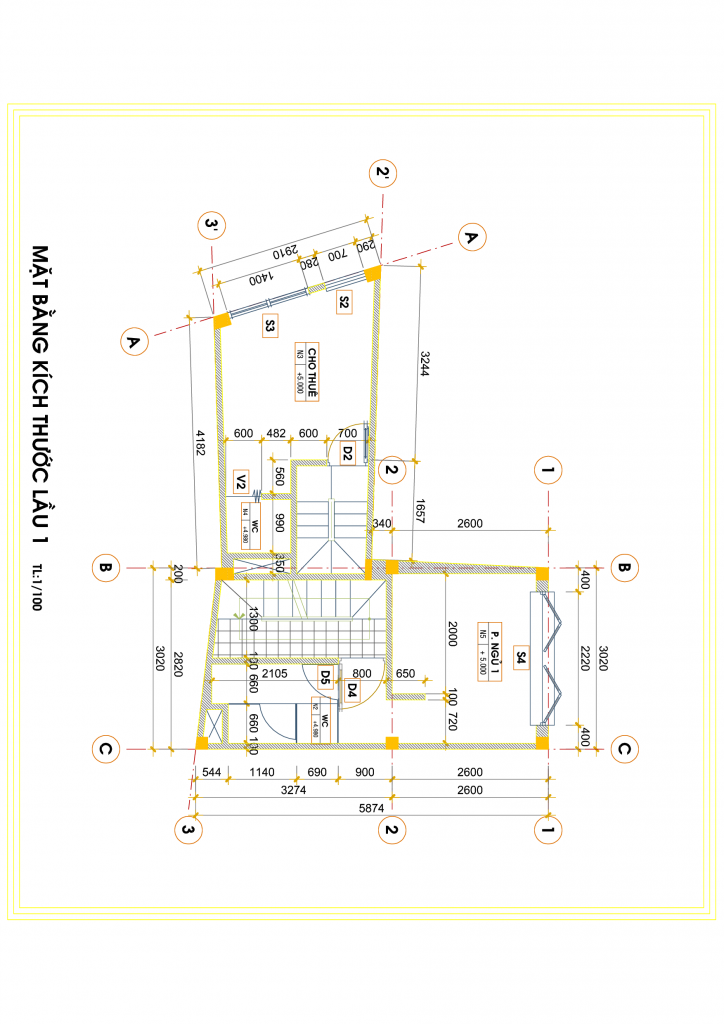 2'
3'
A
A
2910
290
700
280
1400
S2
S3
CHO THUÊ
N3
+5.000
3244
4182
600
482
600
700
D2
2
1
560
V2
990
WC
N4
+4.980
350
340
2600
1657
B
B
200
400
3020
2220
400
S4
P. NGỦ 1
N5
+ 5.000
2000
1300
3020
2820
100
660
2105
800
650
D5
D4
100
720
WC
N2
+4.980
660
100
C
C
544
1140
690
900
2600
3274
2600
5874
3
2
1
MẶT BẰNG KÍCH THƯỚC LẦU 1
TL:1/100